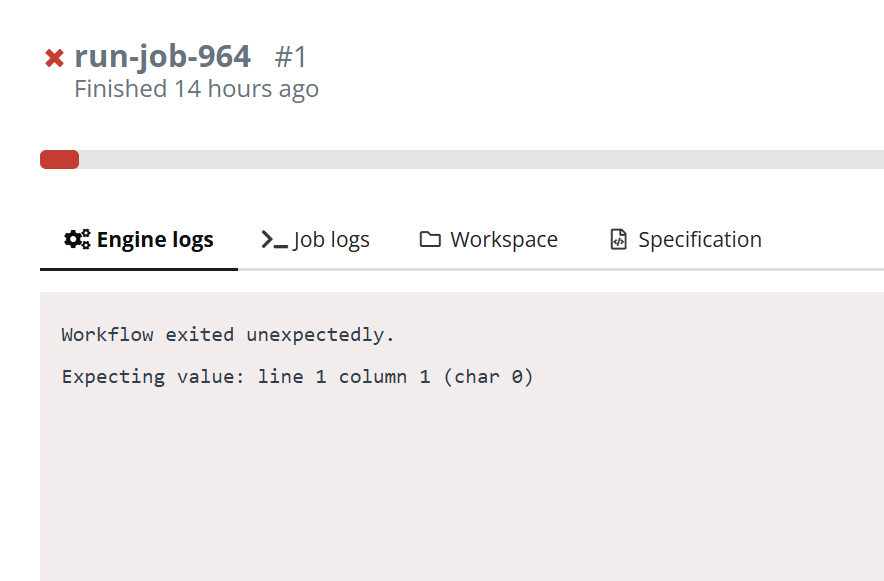 run-job-964 #1
Finished 14 hours ago
Engine logs Job logs Workspace Specification
Workflow exited unexpectedly.
Expecting value: line 1 column 1 (char 0)